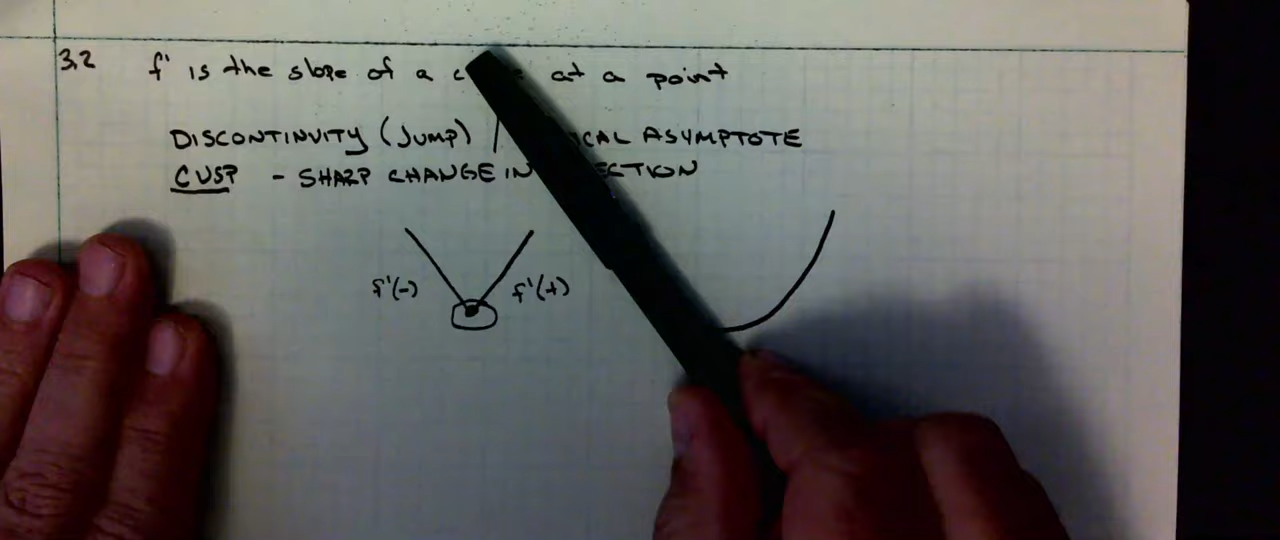 3.2 f' is the slope of a at a point
DISCONTINUITY (JUMP) / ASYMPTOTE
CUSP - SHARP CHANGE IN
f'(-) f'(+)